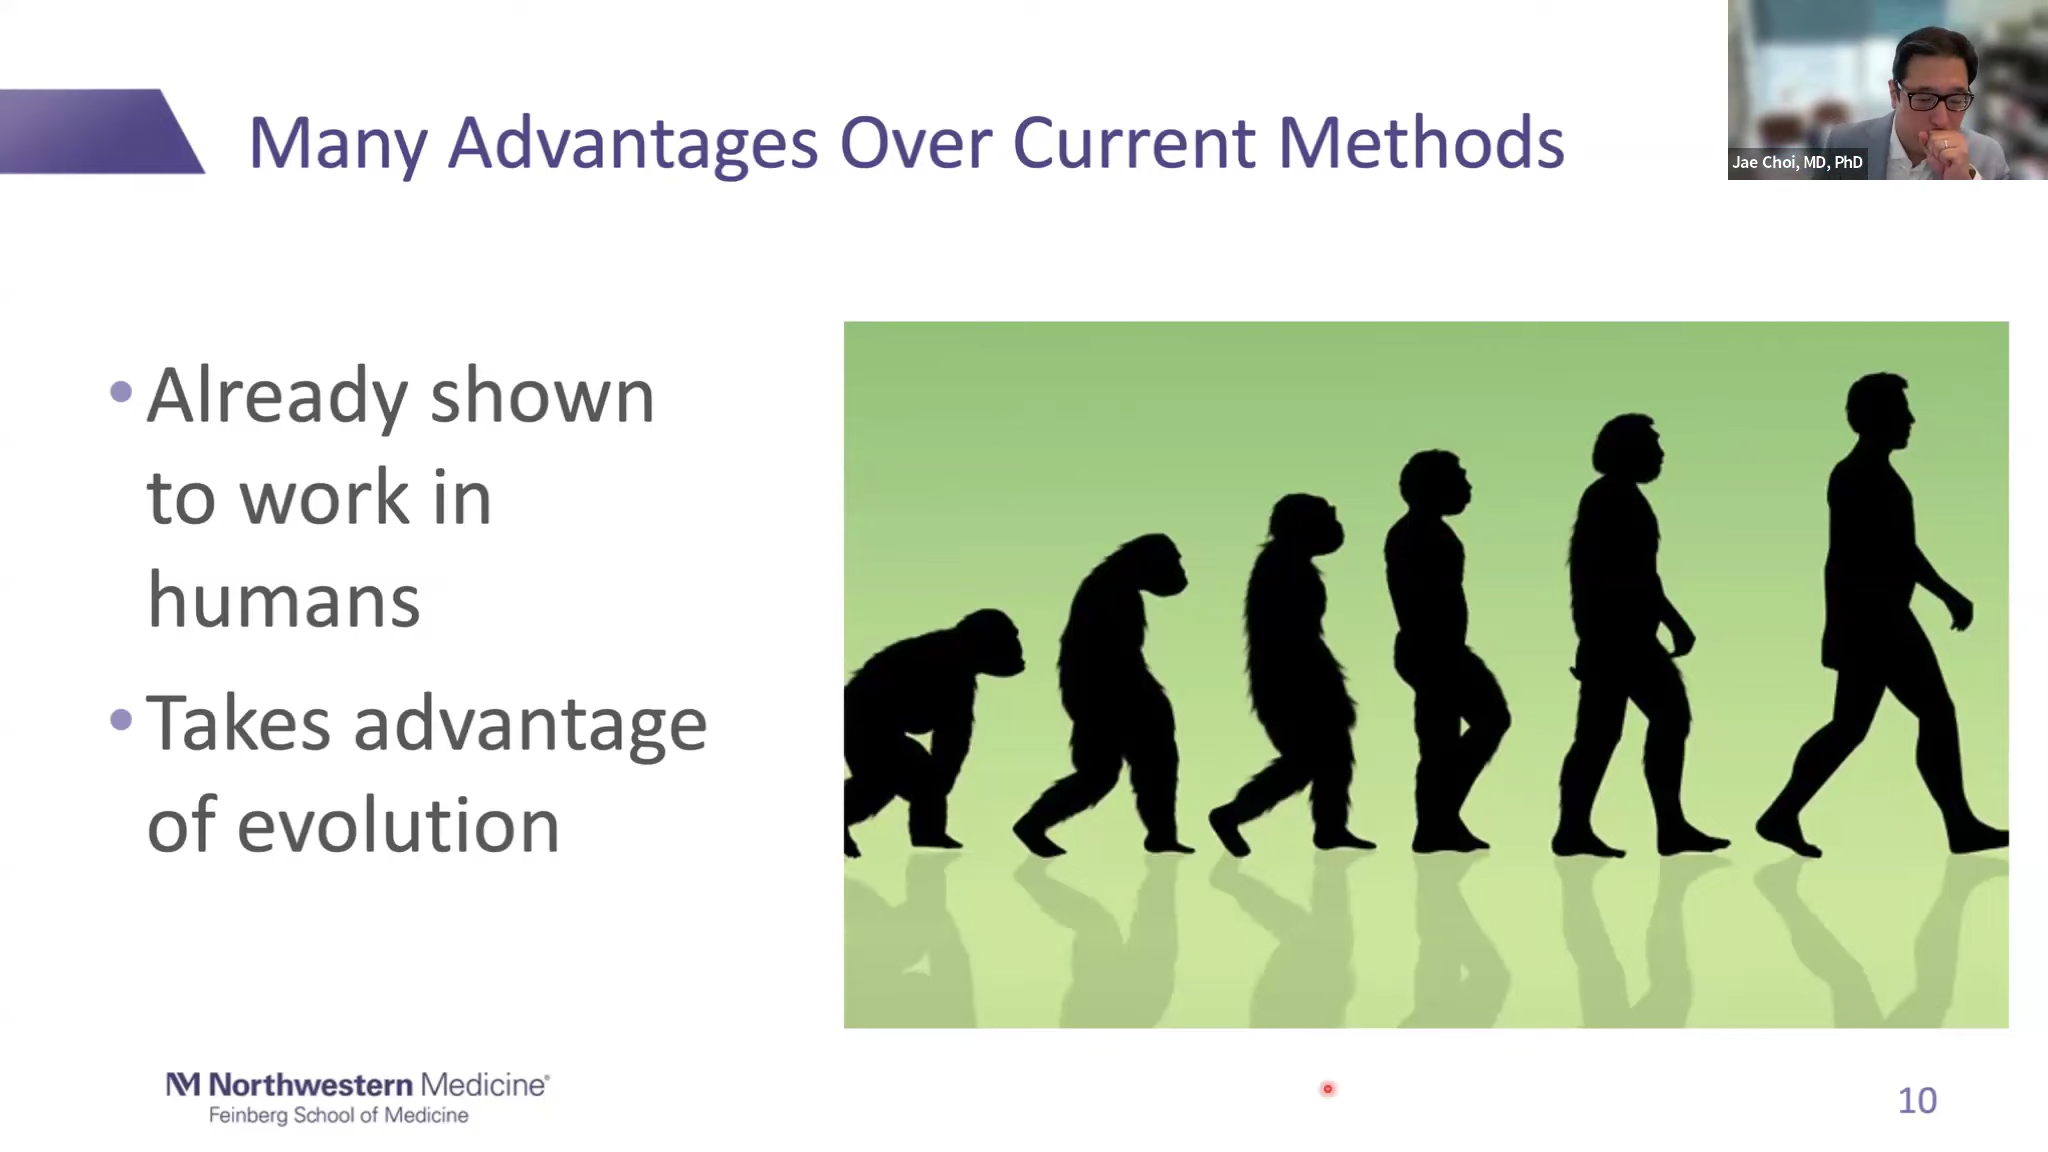 Many Advantages Over Current Methods
Jae Choi, MD, PhD
• Already shown
to work in
humans
• Takes advantage
of evolution
NM Northwestern Medicine®
Feinberg School of Medicine
10